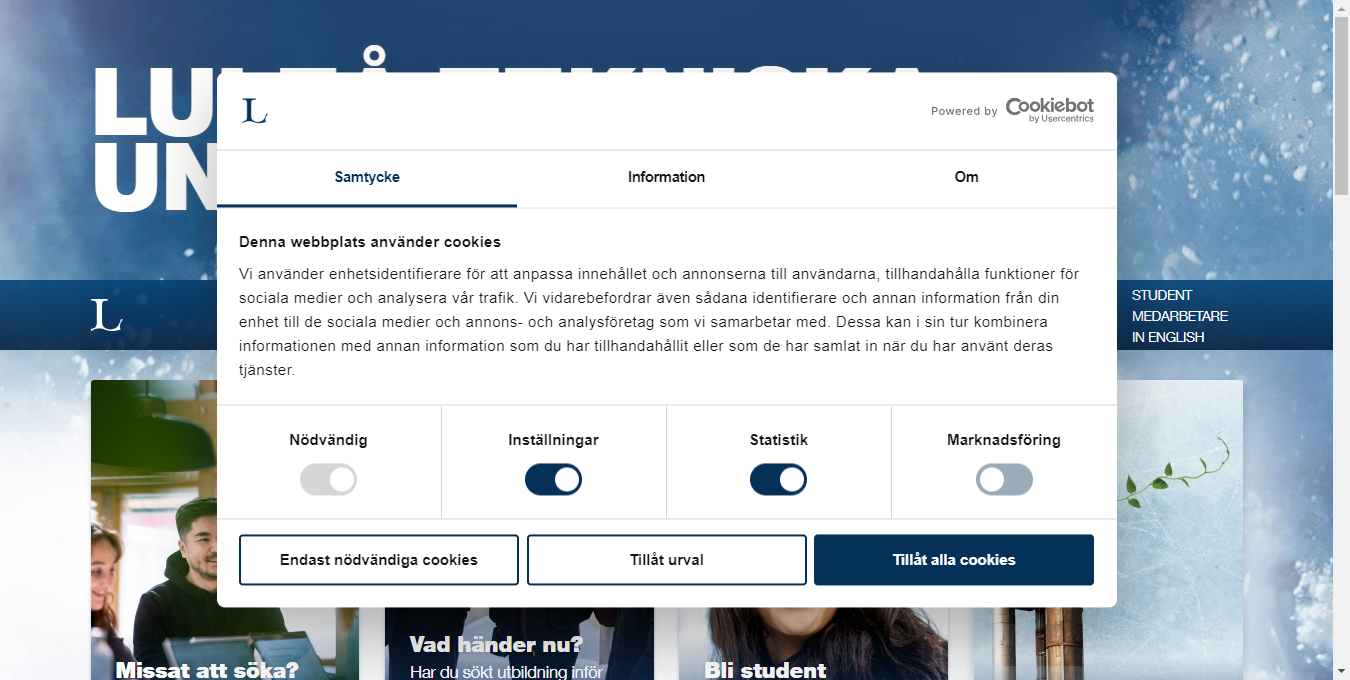 L
Powered by Cookiebot
by Usercentrics
Samtycke
Information
Om
Denna webbplats använder cookies
Vi använder enhetsidentifierare för att anpassa innehållet och annonserna till användarna, tillhandahålla funktioner för
sociala medier och analysera vår trafik. Vi vidarebefordrar även sådana identifierare och annan information från din
enhet till de sociala medier och annons- och analysföretag som vi samarbetar med. Dessa kan i sin tur kombinera
informationen med annan information som du har tillhandahållit eller som de har samlat in när du har använt deras
tjänster.
Nödvändig
Inställningar
Statistik
Marknadsföring
Endast nödvändiga cookies
Tillåt urval
Tillåt alla cookies
L
STUDENT
MEDARBETARE
IN ENGLISH
Missat att söka?
Vad händer nu?
Har du sökt utbildning inför
Bli student